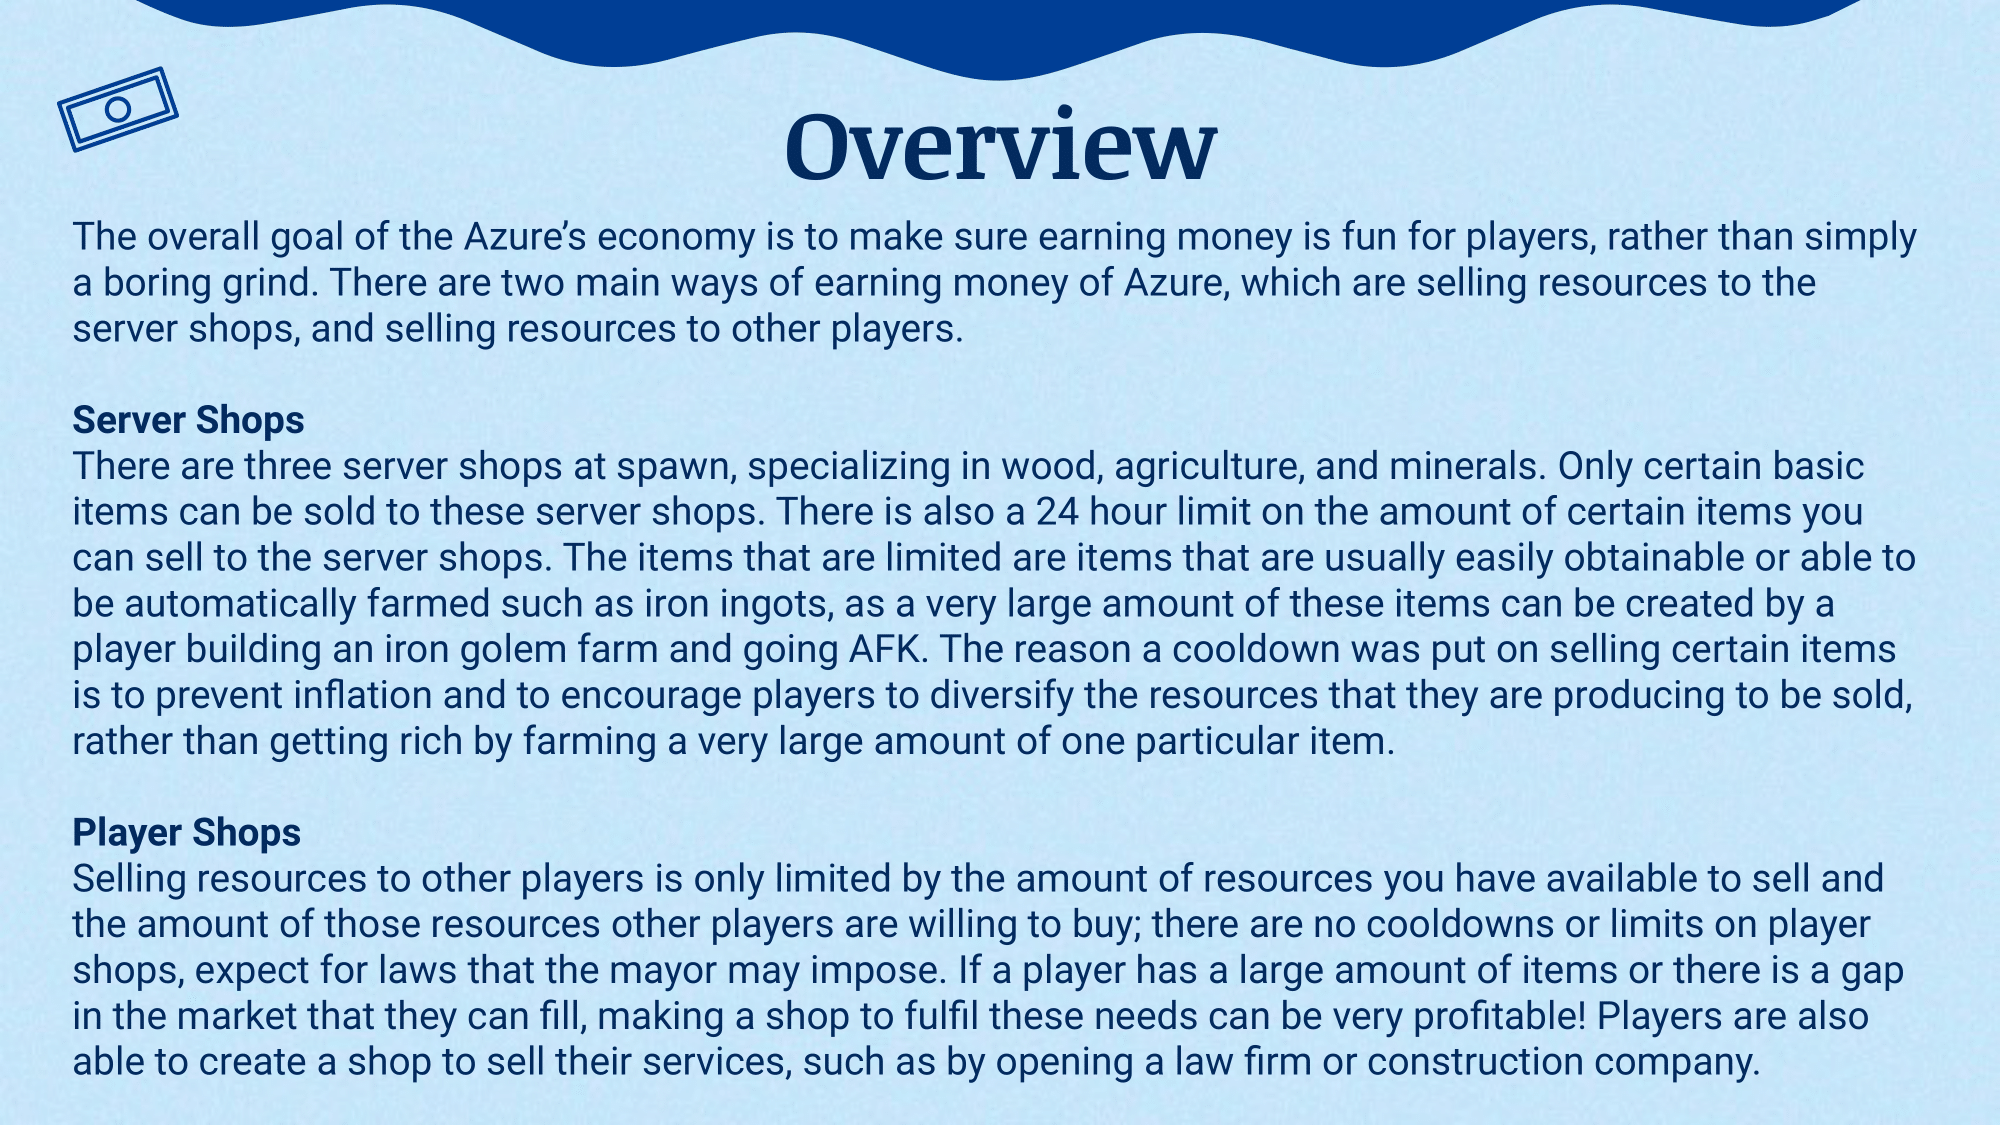 Overview
The overall goal of the Azure’s economy is to make sure earning money is fun for players, rather than simply
a boring grind. There are two main ways of earning money of Azure, which are selling resources to the
server shops, and selling resources to other players.
Server Shops
There are three server shops at spawn, specializing in wood, agriculture, and minerals. Only certain basic
items can be sold to these server shops. There is also a 24 hour limit on the amount of certain items you
can sell to the server shops. The items that are limited are items that are usually easily obtainable or able to
be automatically farmed such as iron ingots, as a very large amount of these items can be created by a
player building an iron golem farm and going AFK. The reason a cooldown was put on selling certain items
is to prevent inflation and to encourage players to diversify the resources that they are producing to be sold,
rather than getting rich by farming a very large amount of one particular item.
Player Shops
Selling resources to other players is only limited by the amount of resources you have available to sell and
the amount of those resources other players are willing to buy; there are no cooldowns or limits on player
shops, expect for laws that the mayor may impose. If a player has a large amount of items or there is a gap
in the market that they can fill, making a shop to fulfil these needs can be very profitable! Players are also
able to create a shop to sell their services, such as by opening a law firm or construction company.